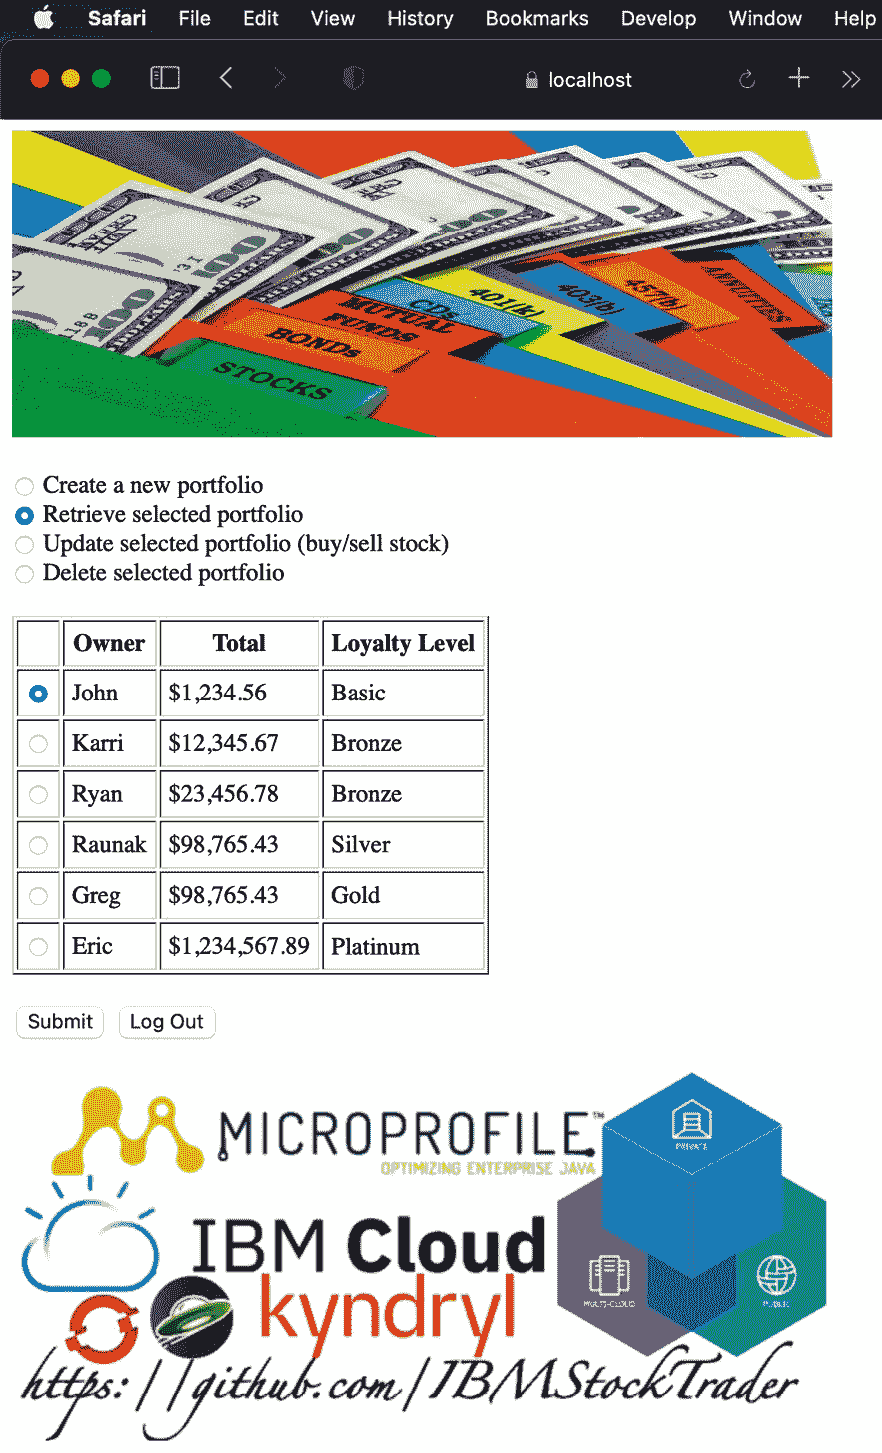 Safari File Edit View History Bookmarks Develop Window Help
localhost
401(k) 403(b) 457(b) ANNUITIES
CDs
MUTUAL
FUNDS
BONDS
STOCKS
Create a new portfolio
Retrieve selected portfolio
Update selected portfolio (buy/sell stock)
Delete selected portfolio
Owner Total Loyalty Level
John $1,234.56 Basic
Karri $12,345.67 Bronze
Ryan $23,456.78 Bronze
Raunak $98,765.43 Silver
Greg $98,765.43 Gold
Eric $1,234,567.89 Platinum
Submit Log Out
MICROPROFILE™
OPTIMIZING ENTERPRISE JAVA
PRIVATE
IBM Cloud
MULTI-CLOUD PUBLIC
kyndryl
https://github.com/IBMStockTrader